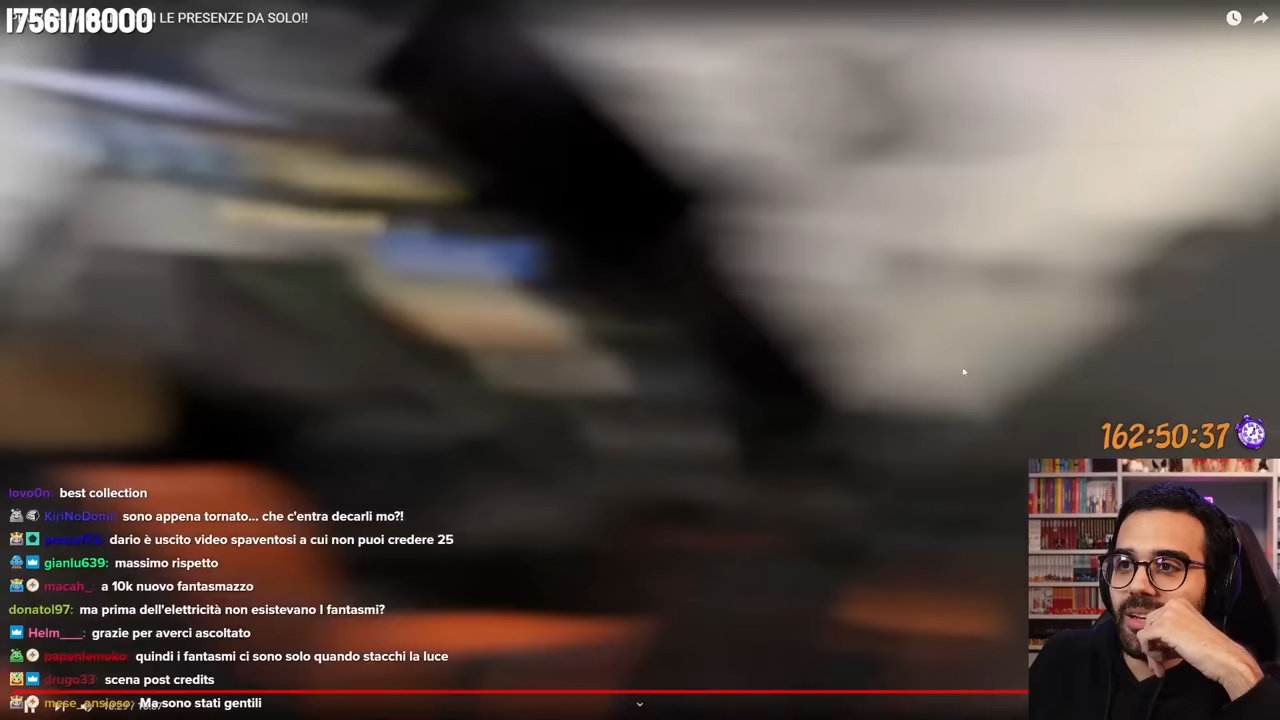 17561/18000
LE PRESENZE DA SOLO!!
162:50:37
lovo0n: best collection
KiriNoDomi: sono appena tornato... che c'entra decarli mo?!
dario è uscito video spaventosi a cui non puoi credere 25
gianlu639: massimo rispetto
macah_: a 10k nuovo fantasmazzo
donatol97: ma prima dell'elettricità non esistevano I fantasmi?
Helm___: grazie per averci ascoltato
quindi i fantasmi ci sono solo quando stacchi la luce
drugo33: scena post credits
mese_ansioso: Ma sono stati gentili